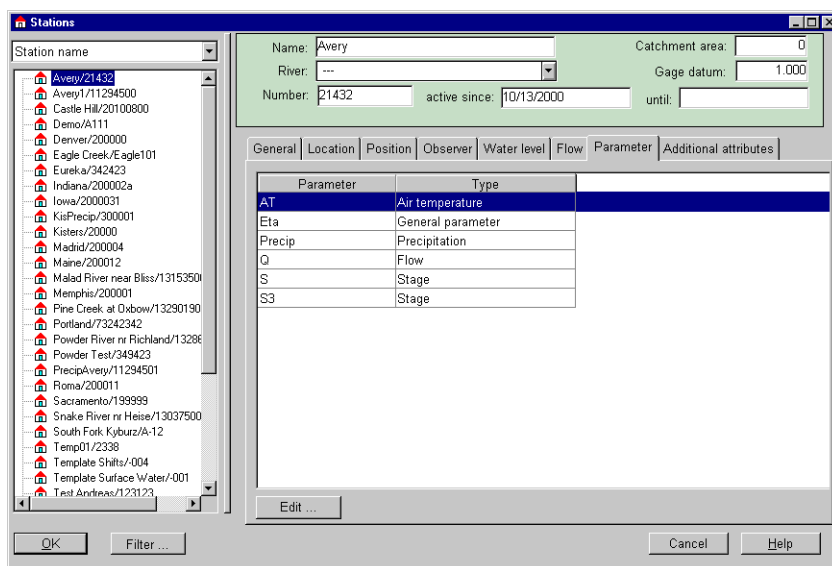 Stations
Station name
Avery/21432
Avery1/11294500
Castle Hill/20100800
Demo/A111
Denver/200000
Eagle Creek/Eagle101
Eureka/342423
Indiana/200002a
Iowa/2000031
KisPrecip/300001
Kisters/20000
Madrid/200004
Maine/200012
Malad River near Bliss/1315350
Memphis/200001
Pine Creek at Oxbow/13290190
Portland/73242342
Powder River nr Richland/1328
Powder Test/349423
PrecipAvery/11294501
Roma/200011
Sacramento/199999
Snake River nr Heise/13037500
South Fork Kyburz/A-12
Temp01/2338
Template Shifts/-004
Template Surface Water/-001
Test Andreas/123123
OK
Filter ...
Name: Avery
Catchment area: 0
River: ---
Gage datum: 1.000
Number: 21432
active since: 10/13/2000
until:
General Location Position Observer Water level Flow Parameter Additional attributes
Parameter Type
AT Air temperature
Eta General parameter
Precip Precipitation
Q Flow
S Stage
S3 Stage
Edit ...
Cancel
Help